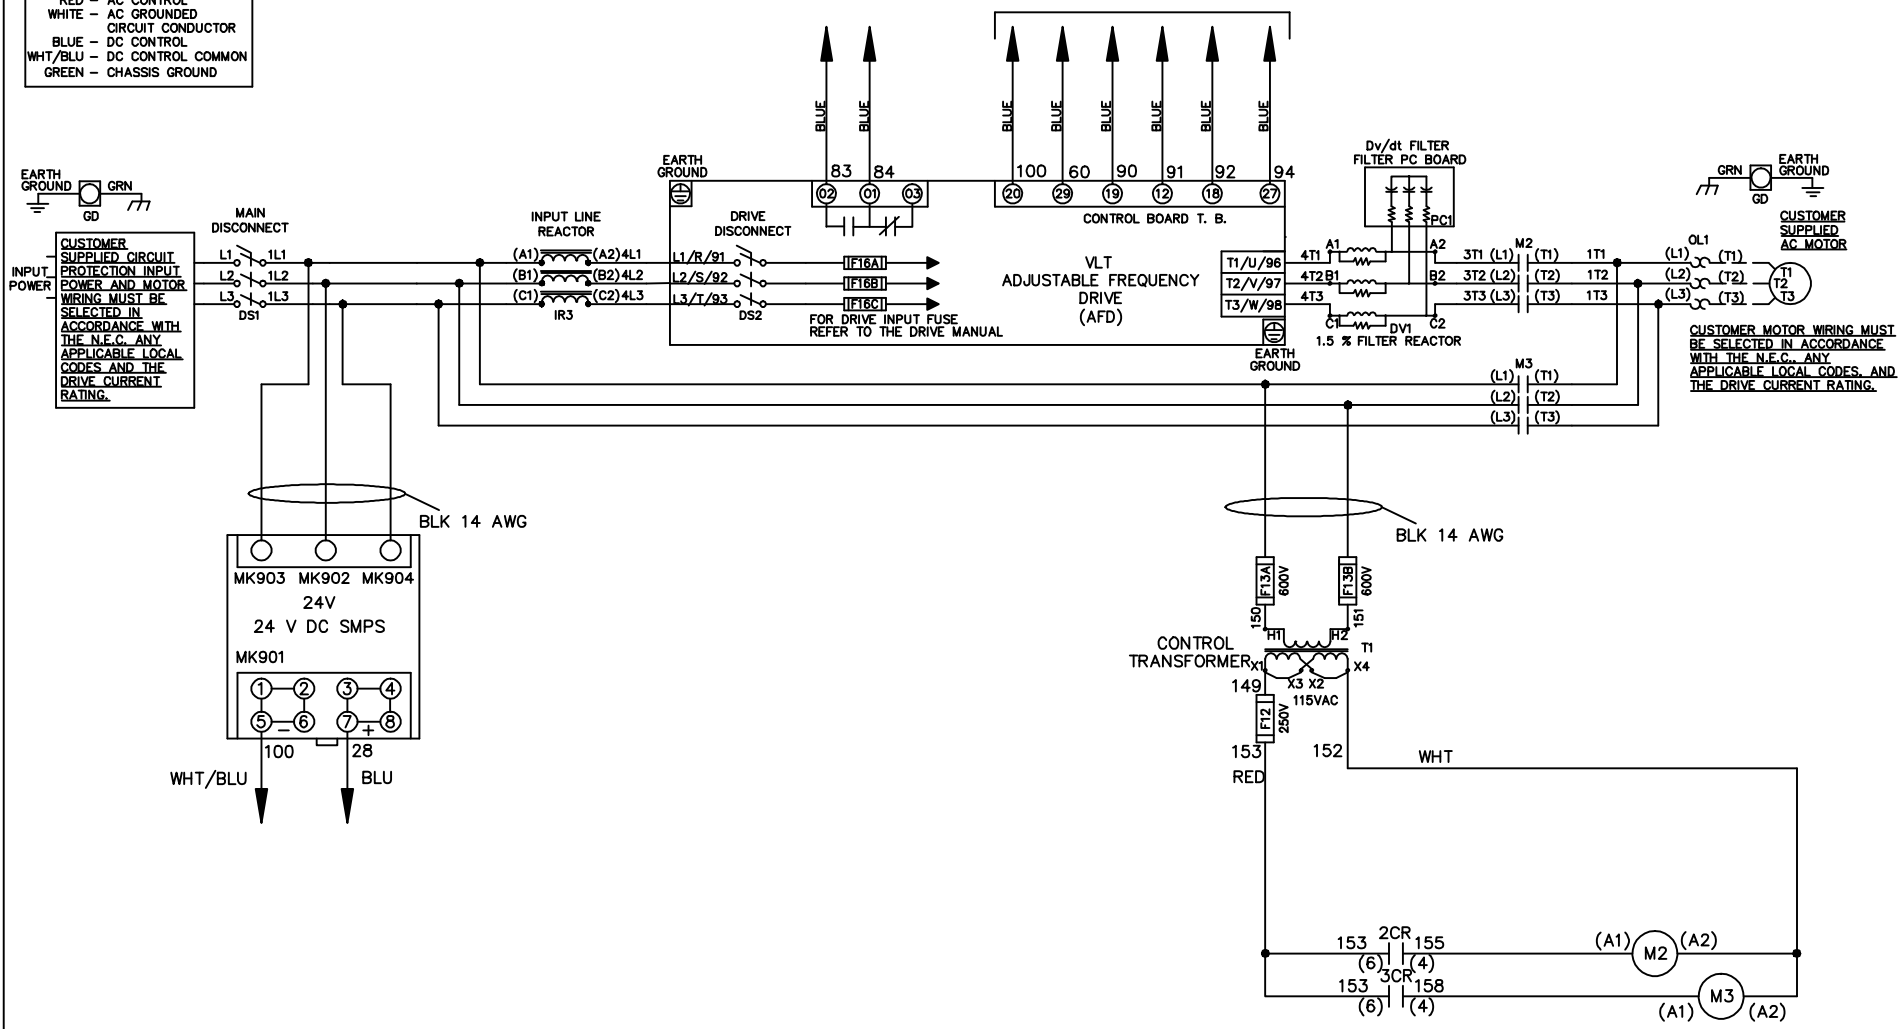 RED – AC CONTROL
WHITE – AC GROUNDED
CIRCUIT CONDUCTOR
BLUE – DC CONTROL
WHT/BLU – DC CONTROL COMMON
GREEN – CHASSIS GROUND
BLUE
BLUE
BLUE
BLUE
BLUE
BLUE
BLUE
BLUE
EARTH
GROUND
GRN
GD
MAIN
DISCONNECT
L1 1L1
L2 1L2
L3 1L3
DS1
INPUT
POWER
CUSTOMER
SUPPLIED CIRCUIT
PROTECTION INPUT
POWER AND MOTOR
WIRING MUST BE
SELECTED IN
ACCORDANCE WITH
THE N.E.C. ANY
APPLICABLE LOCAL
CODES AND THE
DRIVE CURRENT
RATING.
INPUT LINE
REACTOR
(A1) (A2) 4L1
(B1) (B2) 4L2
(C1) (C2) 4L3
IR3
EARTH
GROUND
L1/R/91
L2/S/92
L3/T/93
DRIVE
DISCONNECT
DS2
83 84
02 01 03
F16A
F16B
F16C
FOR DRIVE INPUT FUSE
REFER TO THE DRIVE MANUAL
100 60 90 91 92 94
20 29 19 12 18 27
CONTROL BOARD T. B.
VLT
ADJUSTABLE FREQUENCY
DRIVE
(AFD)
T1/U/96
T2/V/97
T3/W/98
EARTH
GROUND
4T1
4T2
4T3
Dv/dt FILTER
FILTER PC BOARD
PC1
A1 A2
B1 B2
C1 C2
DV1
1.5 % FILTER REACTOR
M2
3T1 (L1) (T1) 1T1
3T2 (L2) (T2) 1T2
3T3 (L3) (T3) 1T3
OL1
(L1) (T1)
(L2) (T2)
(L3) (T3)
T1
T2
T3
GRN
GD
EARTH
GROUND
CUSTOMER
SUPPLIED
AC MOTOR
CUSTOMER MOTOR WIRING MUST
BE SELECTED IN ACCORDANCE
WITH THE N.E.C., ANY
APPLICABLE LOCAL CODES, AND
THE DRIVE CURRENT RATING.
M3
(L1) (T1)
(L2) (T2)
(L3) (T3)
BLK 14 AWG
MK903 MK902 MK904
24V
24 V DC SMPS
MK901
1 2 3 4
5 6 7 8
– +
100 28
WHT/BLU BLU
BLK 14 AWG
F13A 600V
F13B 600V
150 151
H1 H2
T1
CONTROL
TRANSFORMER
X1 X4
X3 X2
115VAC
149
F12 250V
153 152
RED
WHT
2CR
153 155
(6) (4)
(A1) M2 (A2)
3CR
153 158
(6) (4)
(A1) M3 (A2)